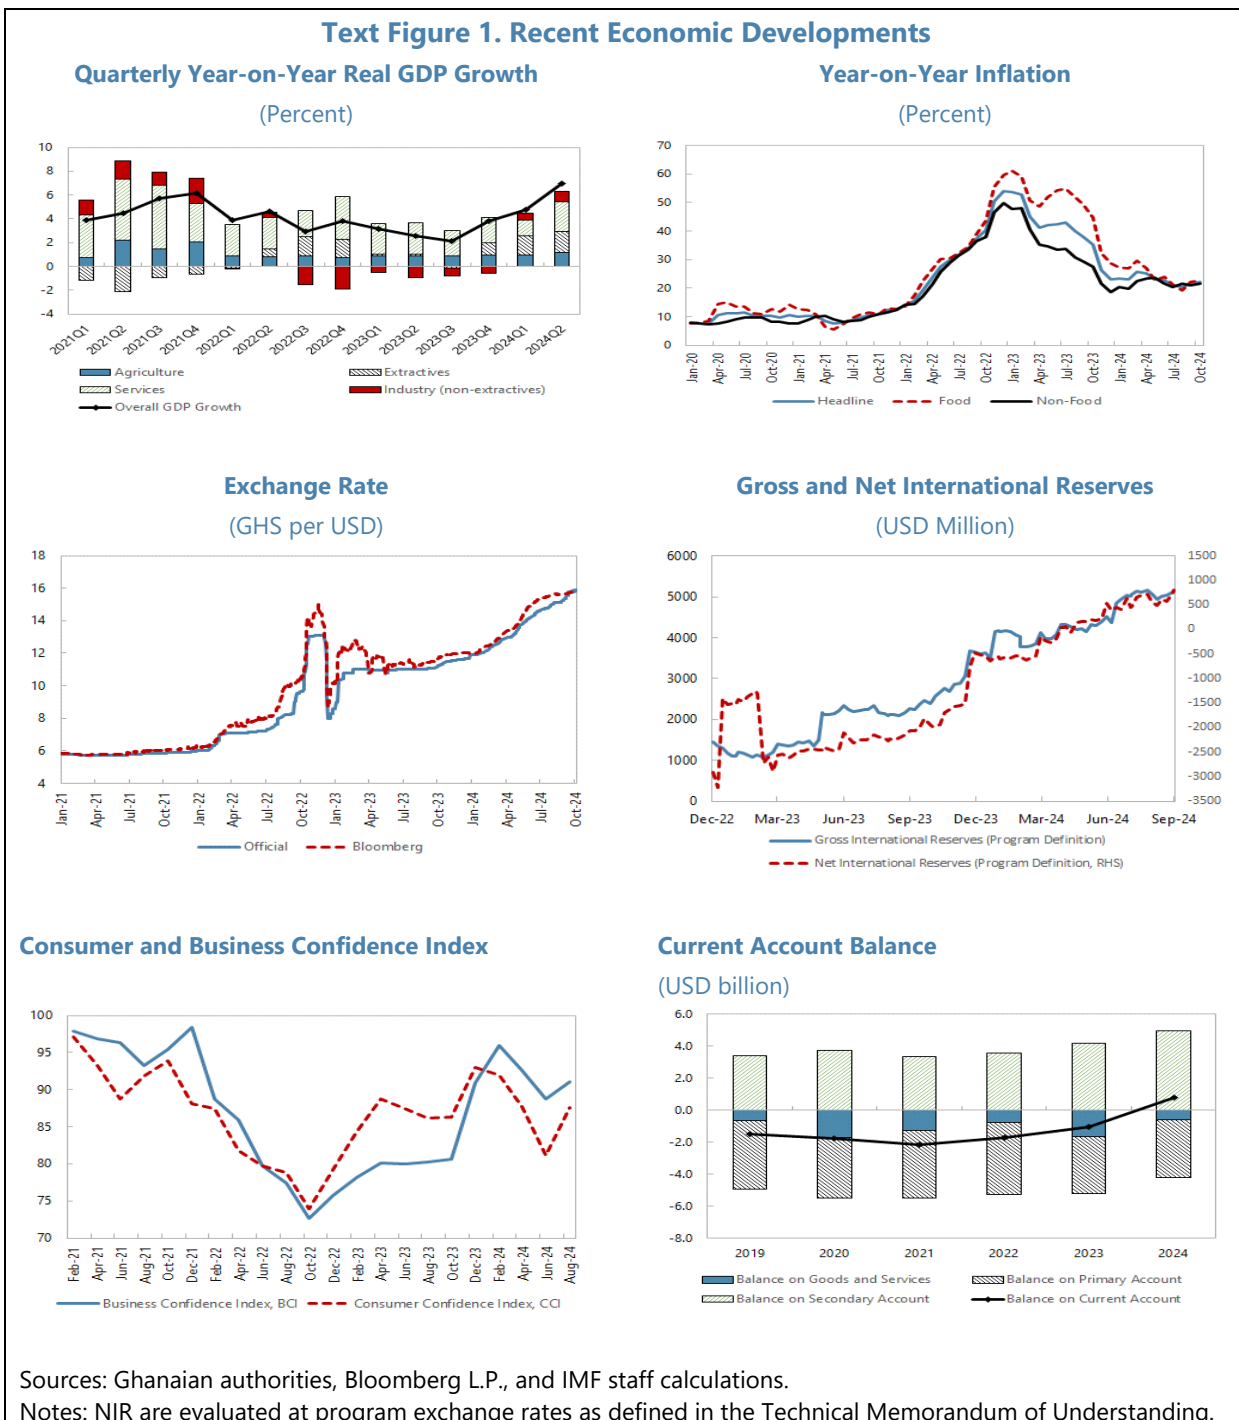 Text Figure 1. Recent Economic Developments
Quarterly Year-on-Year Real GDP Growth
(Percent)
10
8
6
4
2
0
-2
-4
2021Q1
2021Q2
2021Q3
2021Q4
2022Q1
2022Q2
2022Q3
2022Q4
2023Q1
2023Q2
2023Q3
2023Q4
2024Q1
2024Q2
Agriculture
Extractives
Services
Industry (non-extractives)
Overall GDP Growth
Year-on-Year Inflation
(Percent)
70
60
50
40
30
20
10
0
Jan-20
Apr-20
Jul-20
Oct-20
Jan-21
Apr-21
Jul-21
Oct-21
Jan-22
Apr-22
Jul-22
Oct-22
Jan-23
Apr-23
Jul-23
Oct-23
Jan-24
Apr-24
Jul-24
Oct-24
Headline
Food
Non-Food
Exchange Rate
(GHS per USD)
18
16
14
12
10
8
6
4
Jan-21
Apr-21
Jul-21
Oct-21
Jan-22
Apr-22
Jul-22
Oct-22
Jan-23
Apr-23
Jul-23
Oct-23
Jan-24
Apr-24
Jul-24
Oct-24
Official
Bloomberg
Gross and Net International Reserves
(USD Million)
6000
5000
4000
3000
2000
1000
0
1500
1000
500
0
-500
-1000
-1500
-2000
-2500
-3000
-3500
Dec-22
Mar-23
Jun-23
Sep-23
Dec-23
Mar-24
Jun-24
Sep-24
Gross International Reserves (Program Definition)
Net International Reserves (Program Definition, RHS)
Consumer and Business Confidence Index
100
95
90
85
80
75
70
Feb-21
Apr-21
Jun-21
Aug-21
Oct-21
Dec-21
Feb-22
Apr-22
Jun-22
Aug-22
Oct-22
Dec-22
Feb-23
Apr-23
Jun-23
Aug-23
Oct-23
Dec-23
Feb-24
Apr-24
Jun-24
Aug-24
Business Confidence Index, BCI
Consumer Confidence Index, CCI
Current Account Balance
(USD billion)
6.0
4.0
2.0
0.0
-2.0
-4.0
-6.0
-8.0
2019
2020
2021
2022
2023
2024
Balance on Goods and Services
Balance on Primary Account
Balance on Secondary Account
Balance on Current Account
Sources: Ghanaian authorities, Bloomberg L.P., and IMF staff calculations.
Notes: NIR are evaluated at program exchange rates as defined in the Technical Memorandum of Understanding.